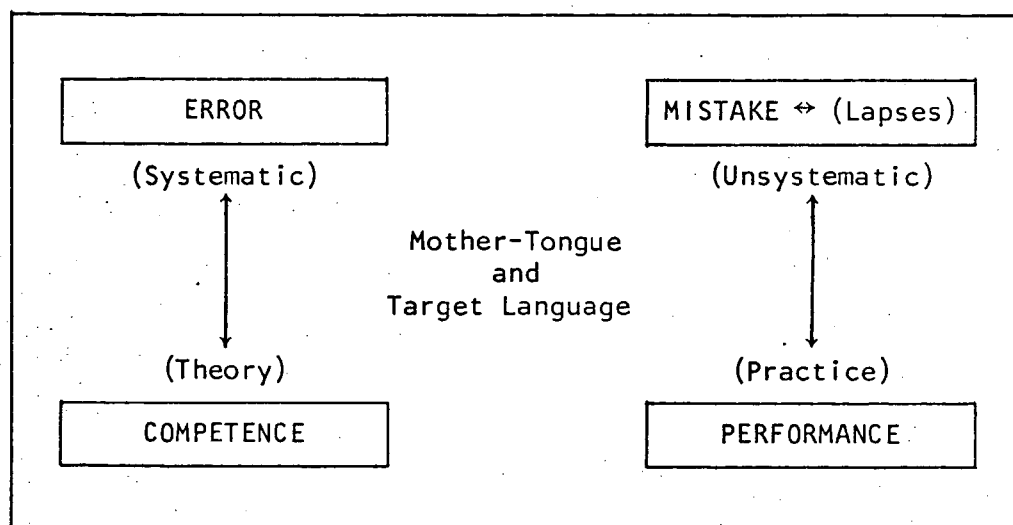 ERROR
MISTAKE ↔ (Lapses)
(Systematic)
(Unsystematic)
Mother-Tongue
and
Target Language
(Theory)
(Practice)
COMPETENCE
PERFORMANCE